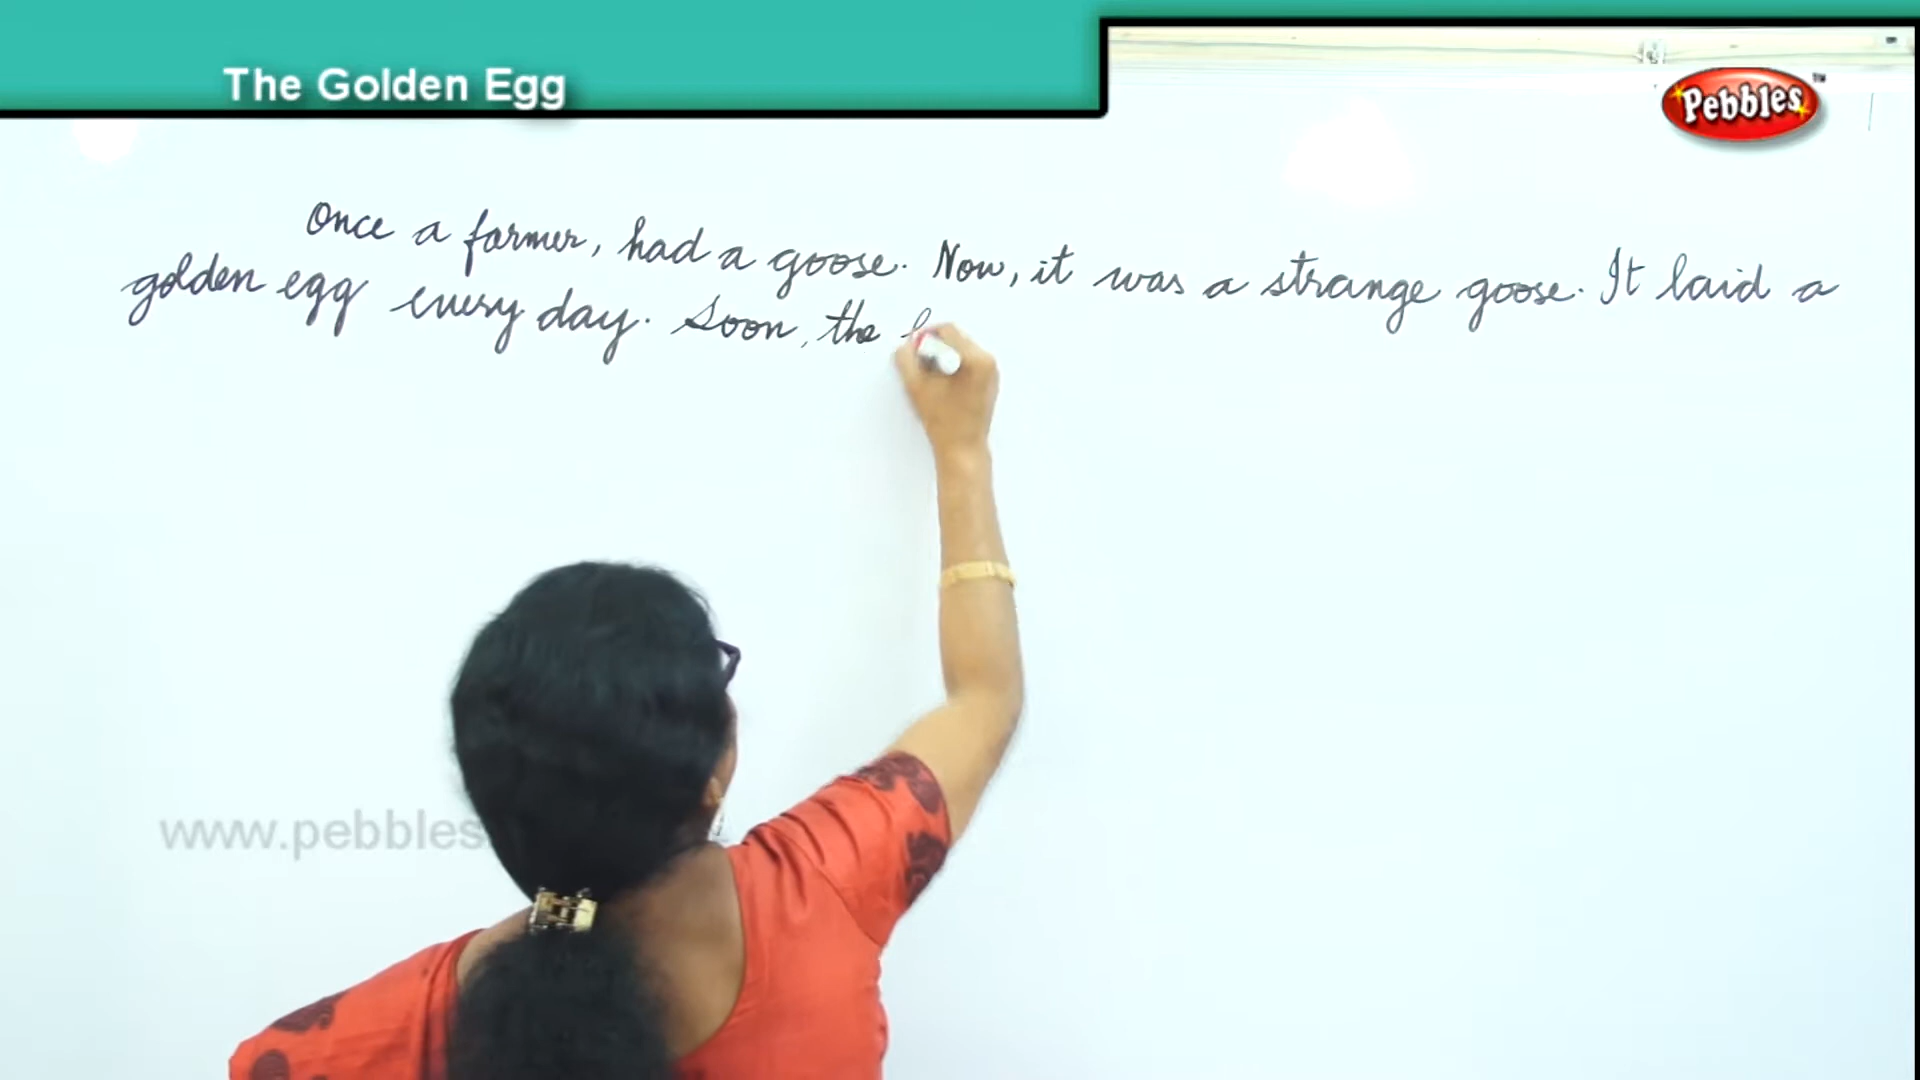 The Golden Egg
Pebbles™
Once a farmer, had a goose. Now, it was a strange goose. It laid a
golden egg every day. Soon, the f
www.pebbles